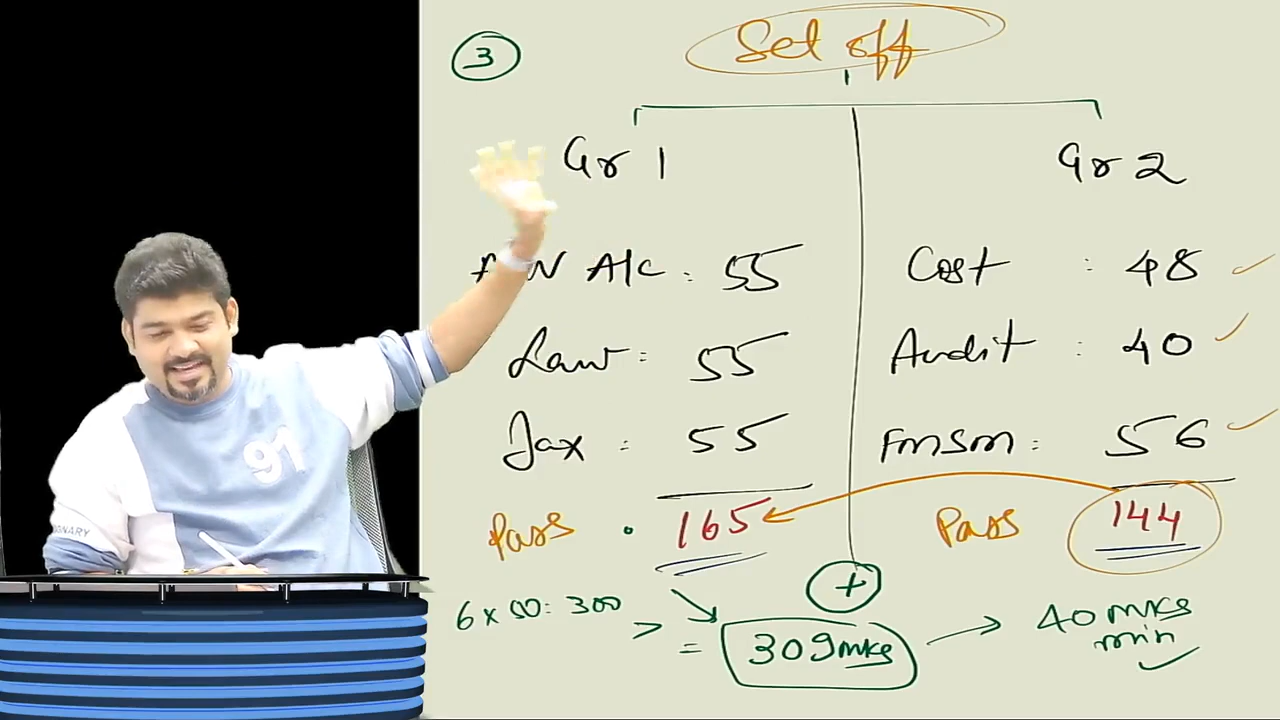 3
Set off
Gr 1
Gr 2
A/c : 55
Law : 55
Tax : 55
Pass . 165
Cost : 48
Audit : 40
FMSM : 56
Pass 144
+
6 x 50: 300 > = 309 mks → 40 mks min
91